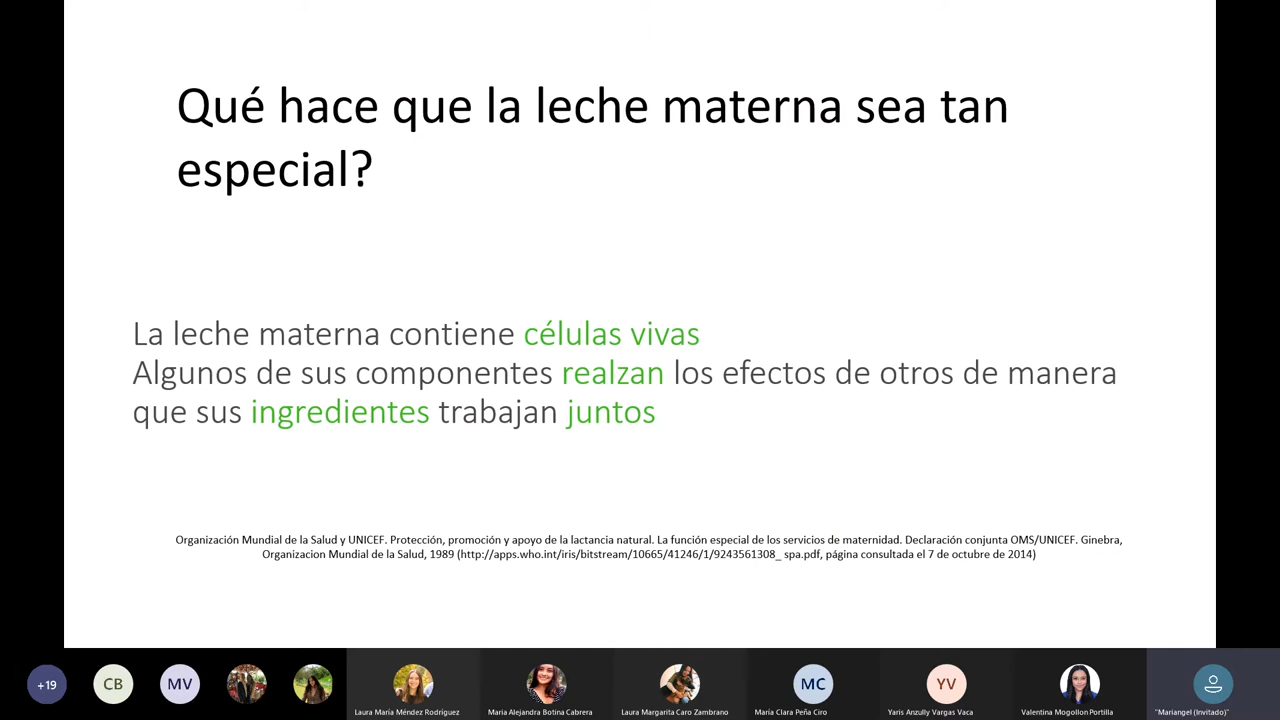 Qué hace que la leche materna sea tan
especial?
La leche materna contiene células vivas
Algunos de sus componentes realzan los efectos de otros de manera
que sus ingredientes trabajan juntos
Organización Mundial de la Salud y UNICEF. Protección, promoción y apoyo de la lactancia natural. La función especial de los servicios de maternidad. Declaración conjunta OMS/UNICEF. Ginebra,
Organizacion Mundial de la Salud, 1989 (http://apps.who.int/iris/bitstream/10665/41246/1/9243561308_ spa.pdf, página consultada el 7 de octubre de 2014)
+19
CB
MV
MC
YV
Laura María Méndez Rodríguez
Maria Alejandra Botina Cabrera
Laura Margarita Caro Zambrano
María Clara Peña Ciro
Yaris Anzully Vargas Vaca
Valentina Mogollon Portilla
"Mariangel (Invitado)"